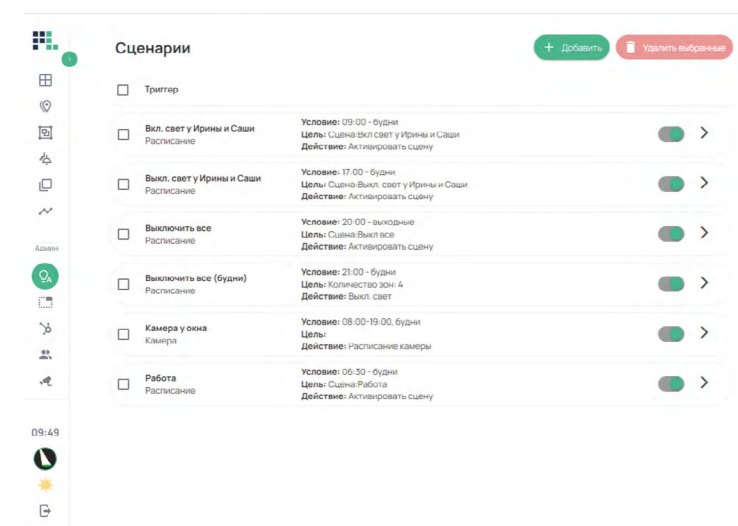 Сценарии
+ Добавить
Удалить выбранные
Триггер
Вкл. свет у Ирины и Саши
Расписание
Условие: 09:00 - будни
Цель: Сцена:Вкл свет у Ирины и Саши
Действие: Активировать сцену
Выкл. свет у Ирины и Саши
Расписание
Условие: 17:00 - будни
Цель: Сцена:Выкл. свет у Ирины и Саши
Действие: Активировать сцену
Выключить все
Расписание
Условие: 20:00 - выходные
Цель: Сцена:Выкл все
Действие: Активировать сцену
Выключить все (будни)
Расписание
Условие: 21:00 - будни
Цель: Количество зон: 4
Действие: Выкл. свет
Камера у окна
Камера
Условие: 08:00-19:00, будни
Цель:
Действие: Расписание камеры
Работа
Расписание
Условие: 06:30 - будни
Цель: Сцена:Работа
Действие: Активировать сцену
Админ
09:49